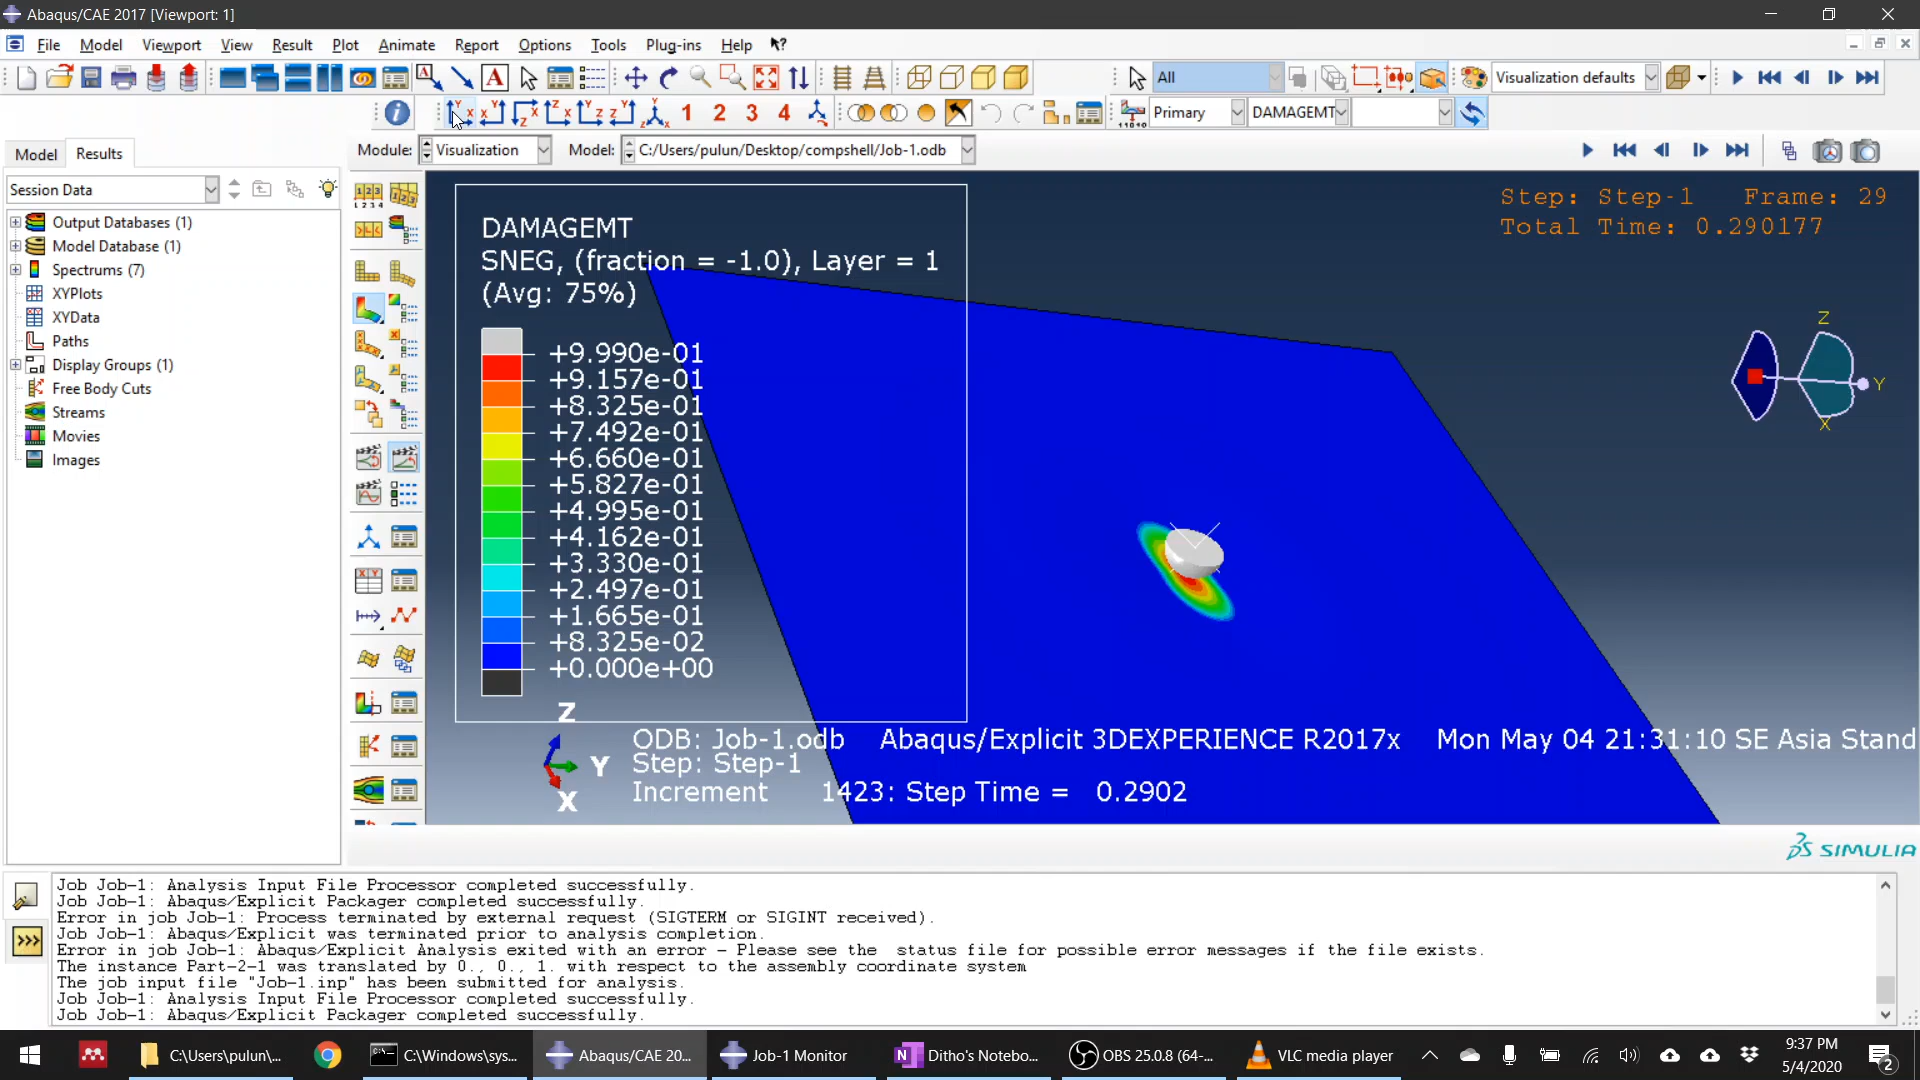 Abaqus/CAE 2017 [Viewport: 1]
File Model Viewport View Result Plot Animate Report Options Tools Plug-ins Help
All Visualization defaults
1 2 3 4 Primary DAMAGEMT
Model Results
Module: Visualization Model: C:/Users/pulun/Desktop/compshell/Job-1.odb
Session Data
Output Databases (1)
Model Database (1)
Spectrums (7)
XYPlots
XYData
Paths
Display Groups (1)
Free Body Cuts
Streams
Movies
Images
Step: Step-1 Frame: 29
Total Time: 0.290177
DAMAGEMT
SNEG, (fraction = -1.0), Layer = 1
(Avg: 75%)
+9.990e-01
+9.157e-01
+8.325e-01
+7.492e-01
+6.660e-01
+5.827e-01
+4.995e-01
+4.162e-01
+3.330e-01
+2.497e-01
+1.665e-01
+8.325e-02
+0.000e+00
Z
Y
X
Z
Y
X
ODB: Job-1.odb Abaqus/Explicit 3DEXPERIENCE R2017x Mon May 04 21:31:10 SE Asia Stand
Step: Step-1
Increment 1423: Step Time = 0.2902
SIMULIA
Job Job-1: Analysis Input File Processor completed successfully.
Job Job-1: Abaqus/Explicit Packager completed successfully.
Error in job Job-1: Process terminated by external request (SIGTERM or SIGINT received).
Job Job-1: Abaqus/Explicit was terminated prior to analysis completion.
Error in job Job-1: Abaqus/Explicit Analysis exited with an error - Please see the status file for possible error messages if the file exists.
The instance Part-2-1 was translated by 0., 0., 1. with respect to the assembly coordinate system
The job input file "Job-1.inp" has been submitted for analysis.
Job Job-1: Analysis Input File Processor completed successfully.
Job Job-1: Abaqus/Explicit Packager completed successfully.
C:\Users\pulun\... C:\Windows\sys... Abaqus/CAE 20... Job-1 Monitor Ditho's Notebo... OBS 25.0.8 (64-... VLC media player
9:37 PM
5/4/2020
2